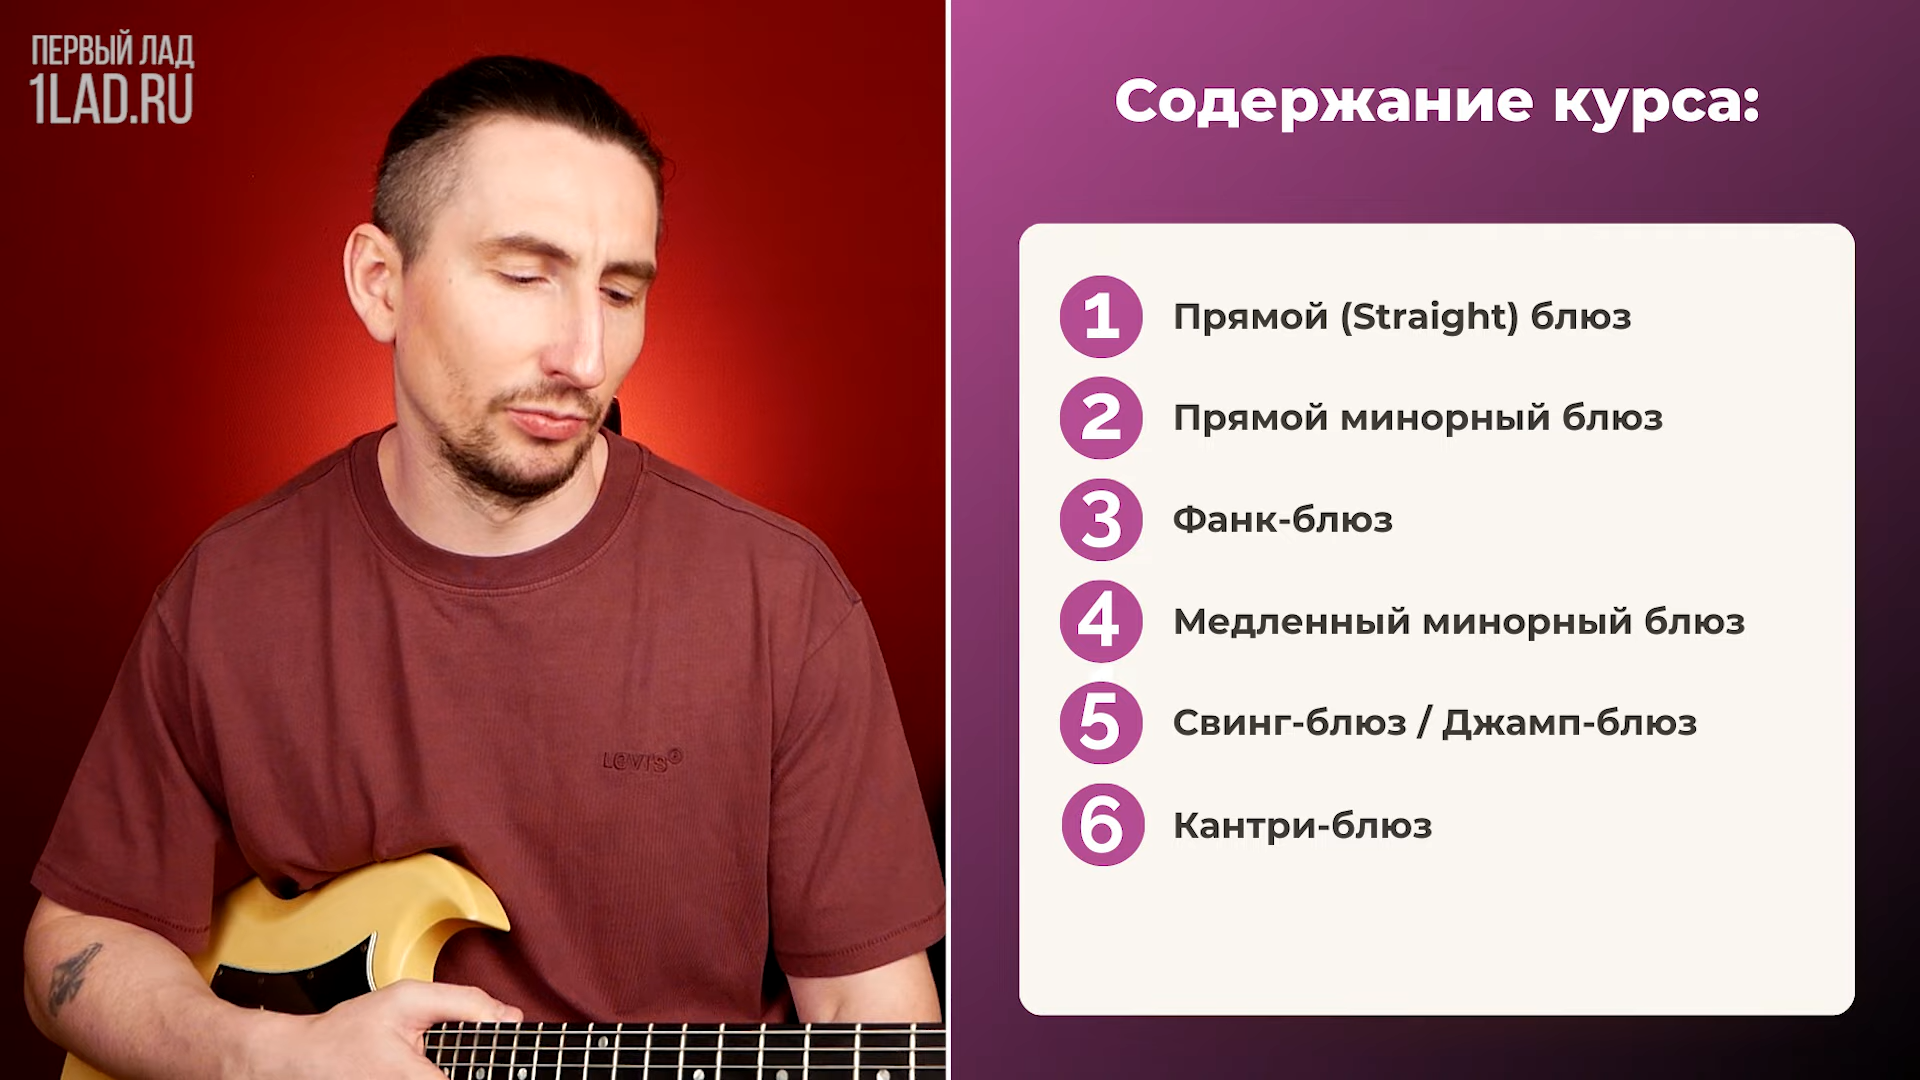 ПЕРВЫЙ ЛАД
1LAD.RU
Содержание курса:
1 Прямой (Straight) блюз
2 Прямой минорный блюз
3 Фанк-блюз
4 Медленный минорный блюз
5 Свинг-блюз / Джамп-блюз
6 Кантри-блюз
LEVI'S®